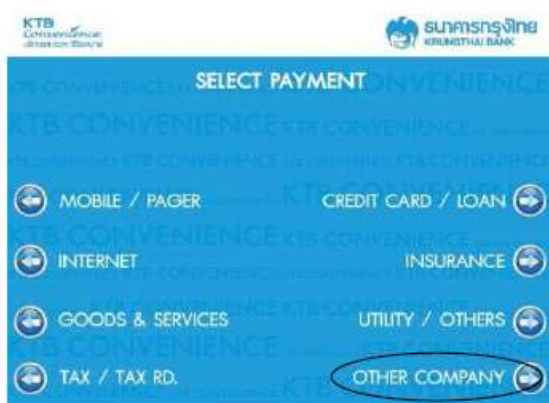 KTB
Convenience
ธนาคารกรุงไทย
KRUNGTHAI BANK
SELECT PAYMENT
MOBILE / PAGER
CREDIT CARD / LOAN
INTERNET
INSURANCE
GOODS & SERVICES
UTILITY / OTHERS
TAX / TAX RD.
OTHER COMPANY